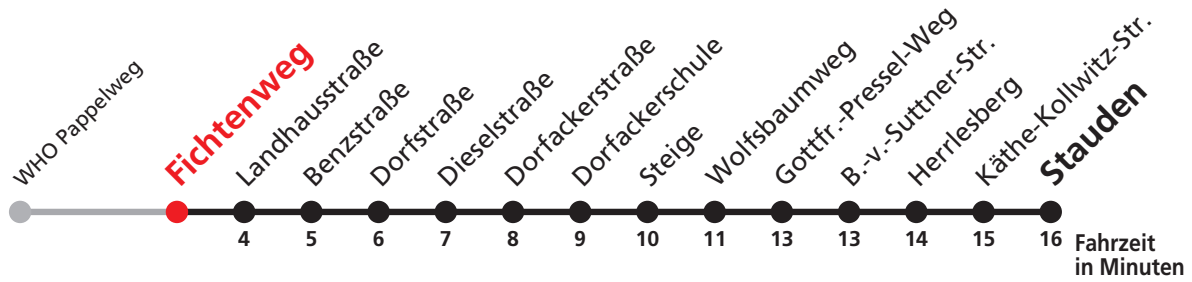 WHO Pappelweg
Fichtenweg
Landhausstraße
Benzstraße
Dorfstraße
Dieselstraße
Dorfackerstraße
Dorfackerschule
Steige
Wolfsbaumweg
Gottfr.-Pressel-Weg
B.-v.-Suttner-Str.
Herrlesberg
Käthe-Kollwitz-Str.
Stauden
4 5 6 7 8 9 10 11 13 13 14 15 16
Fahrzeit
in Minuten